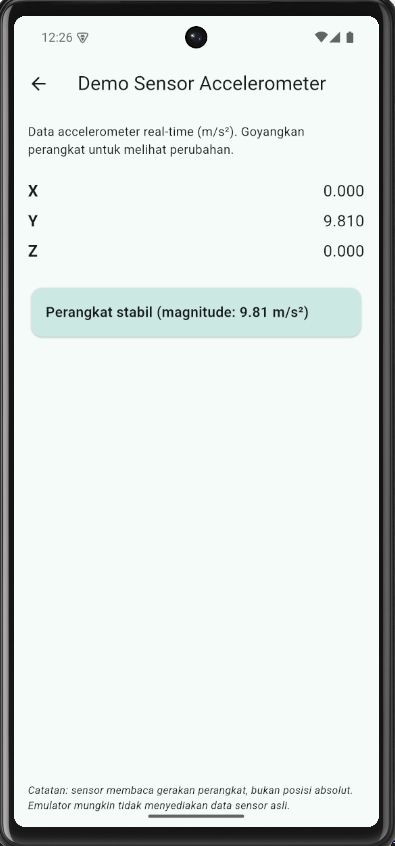 12:26
Demo Sensor Accelerometer
Data accelerometer real-time (m/s²). Goyangkan
perangkat untuk melihat perubahan.
X 0.000
Y 9.810
Z 0.000
Perangkat stabil (magnitude: 9.81 m/s²)
Catatan: sensor membaca gerakan perangkat, bukan posisi absolut.
Emulator mungkin tidak menyediakan data sensor asli.